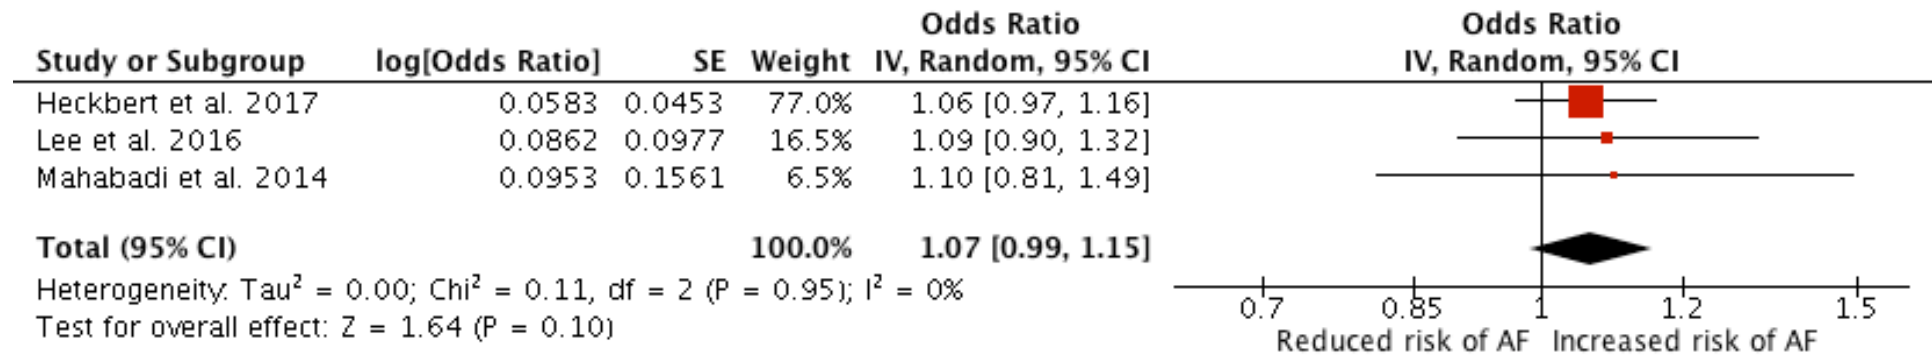 Odds Ratio Odds Ratio
Study or Subgroup log[Odds Ratio] SE Weight IV, Random, 95% CI IV, Random, 95% CI
Heckbert et al. 2017 0.0583 0.0453 77.0% 1.06 [0.97, 1.16]
Lee et al. 2016 0.0862 0.0977 16.5% 1.09 [0.90, 1.32]
Mahabadi et al. 2014 0.0953 0.1561 6.5% 1.10 [0.81, 1.49]
Total (95% CI) 100.0% 1.07 [0.99, 1.15]
Heterogeneity: Tau² = 0.00; Chi² = 0.11, df = 2 (P = 0.95); I² = 0%
Test for overall effect: Z = 1.64 (P = 0.10)
0.7 0.85 1 1.2 1.5
Reduced risk of AF Increased risk of AF